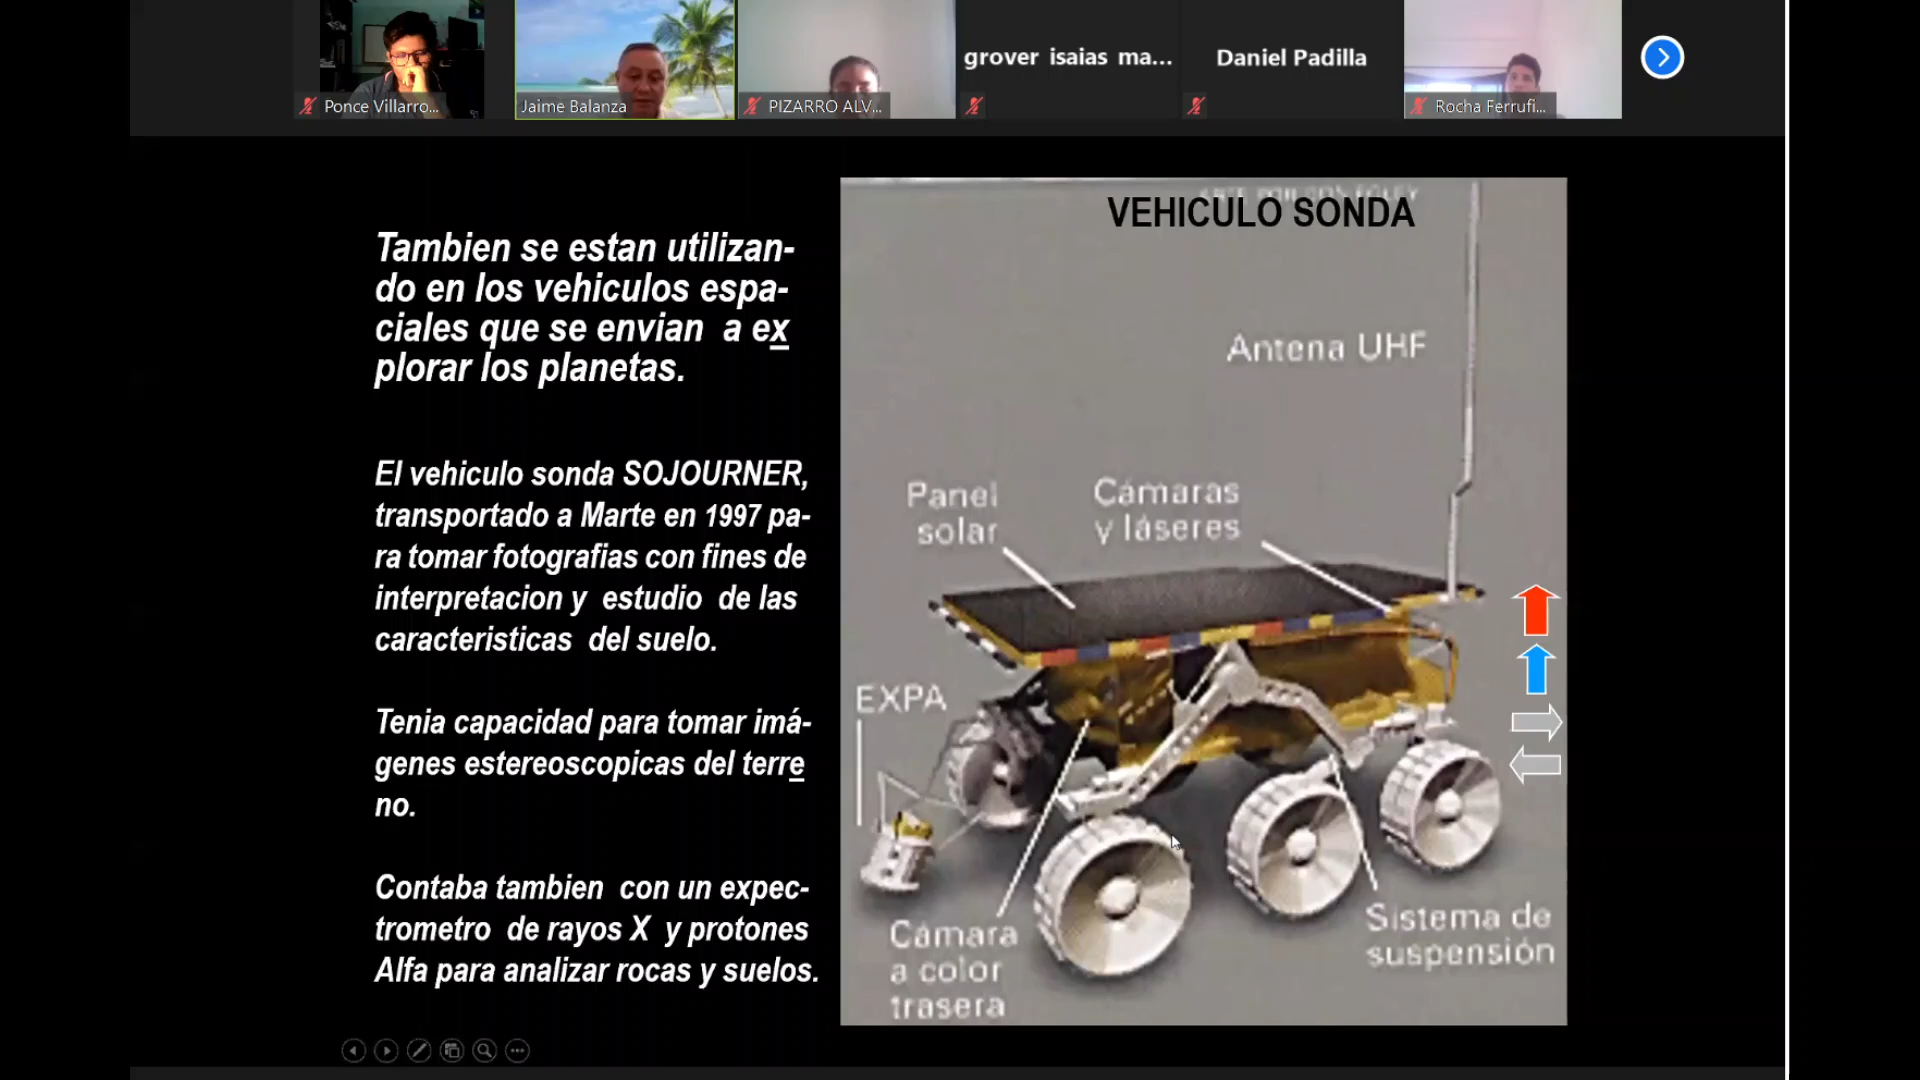 grover isaias ma...
Daniel Padilla
Ponce Villarro...
Jaime Balanza
PIZARRO ALV...
Rocha Ferrufi...
VEHICULO SONDA
Tambien se estan utilizan-
do en los vehiculos espa-
ciales que se envian a ex
plorar los planetas.
El vehiculo sonda SOJOURNER,
transportado a Marte en 1997 pa-
ra tomar fotografias con fines de
interpretacion y estudio de las
caracteristicas del suelo.
Tenia capacidad para tomar imá-
genes estereoscopicas del terre
no.
Contaba tambien con un expec-
trometro de rayos X y protones
Alfa para analizar rocas y suelos.
Antena UHF
Panel
solar
Cámaras
y láseres
EXPA
Cámara
a color
trasera
Sistema de
suspensión